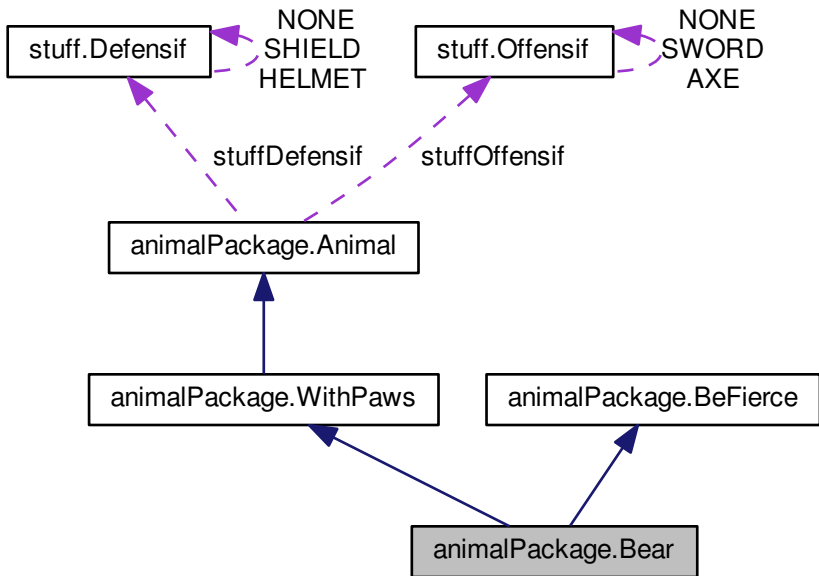 stuff.Defensif
NONE
SHIELD
HELMET
stuff.Offensif
NONE
SWORD
AXE
stuffDefensif
stuffOffensif
animalPackage.Animal
animalPackage.WithPaws
animalPackage.BeFierce
animalPackage.Bear